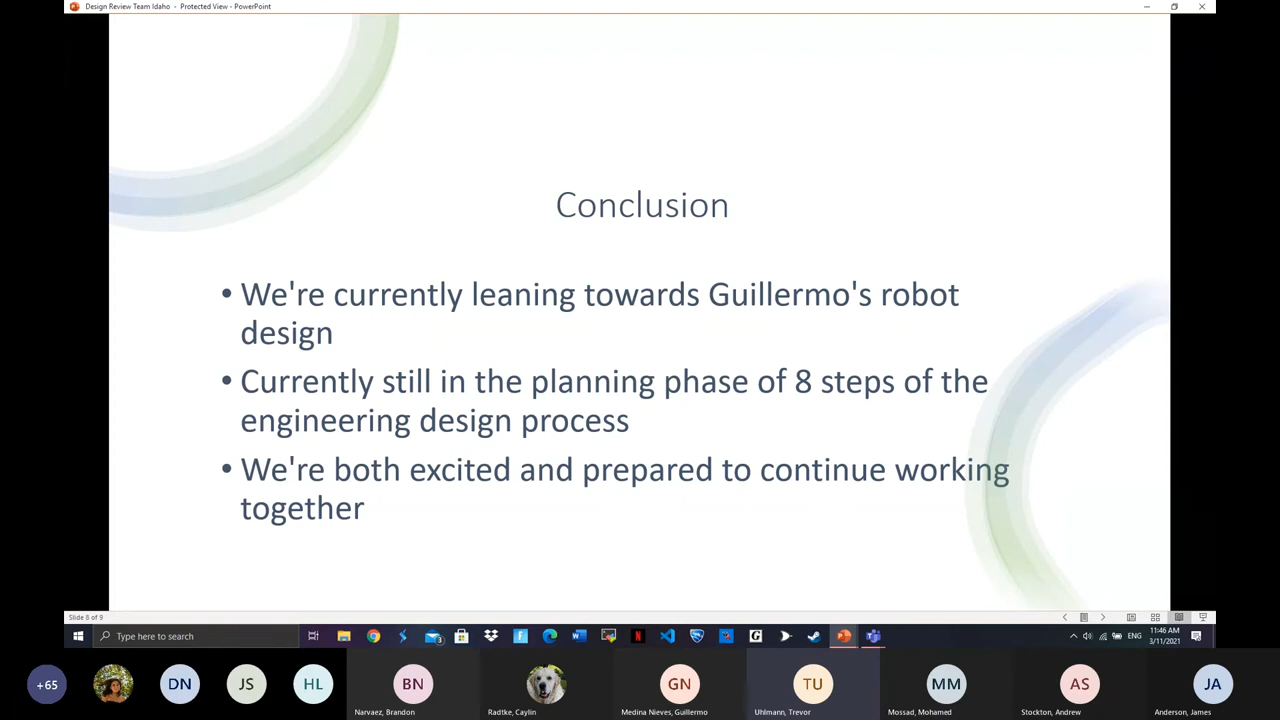 Design Review Team Idaho - Protected View - PowerPoint
Conclusion
• We're currently leaning towards Guillermo's robot
design
• Currently still in the planning phase of 8 steps of the
engineering design process
• We're both excited and prepared to continue working
together
Slide 8 of 9
Type here to search
3
N
G
ENG
11:46 AM
3/11/2021
+65
DN
JS
HL
BN
GN
TU
MM
AS
JA
Narvaez, Brandon
Radtke, Caylin
Medina Nieves, Guillermo
Uhlmann, Trevor
Mossad, Mohamed
Stockton, Andrew
Anderson, James